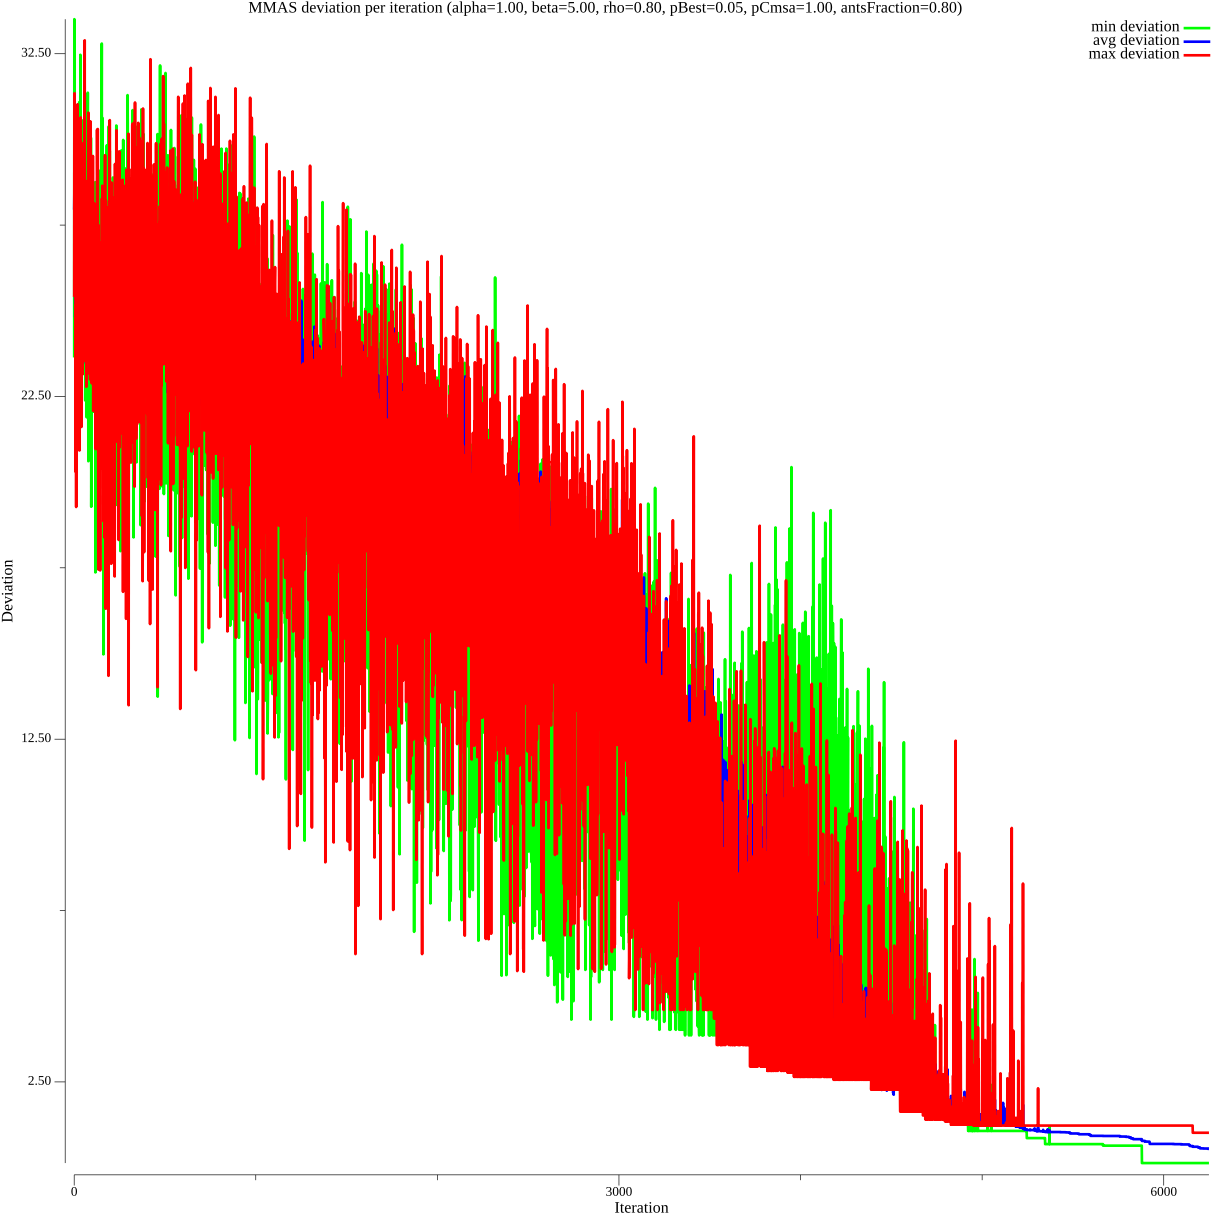 MMAS deviation per iteration (alpha=1.00, beta=5.00, rho=0.80, pBest=0.05, pCmsa=1.00, antsFraction=0.80)
min deviation
avg deviation
max deviation
32.50
22.50
12.50
2.50
Deviation
0
3000
6000
Iteration